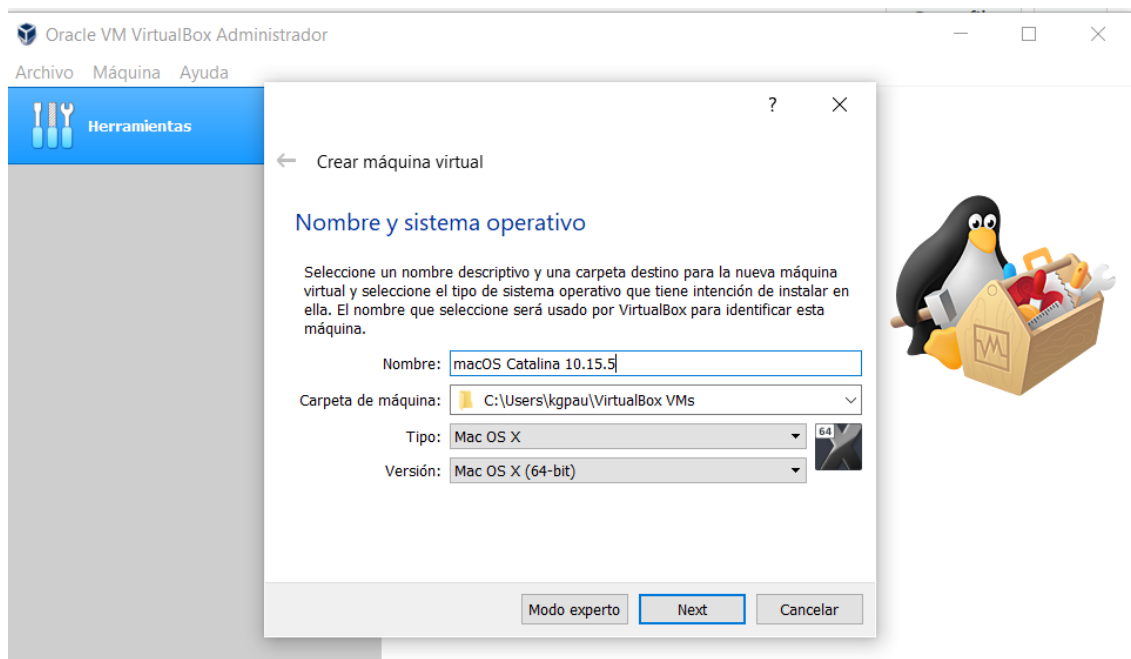 Oracle VM VirtualBox Administrador
Archivo Máquina Ayuda
Herramientas
?
Crear máquina virtual
Nombre y sistema operativo
Seleccione un nombre descriptivo y una carpeta destino para la nueva máquina
virtual y seleccione el tipo de sistema operativo que tiene intención de instalar en
ella. El nombre que seleccione será usado por VirtualBox para identificar esta
máquina.
Nombre: macOS Catalina 10.15.5
Carpeta de máquina: C:\Users\kgpau\VirtualBox VMs
Tipo: Mac OS X
64
Versión: Mac OS X (64-bit)
Modo experto Next Cancelar